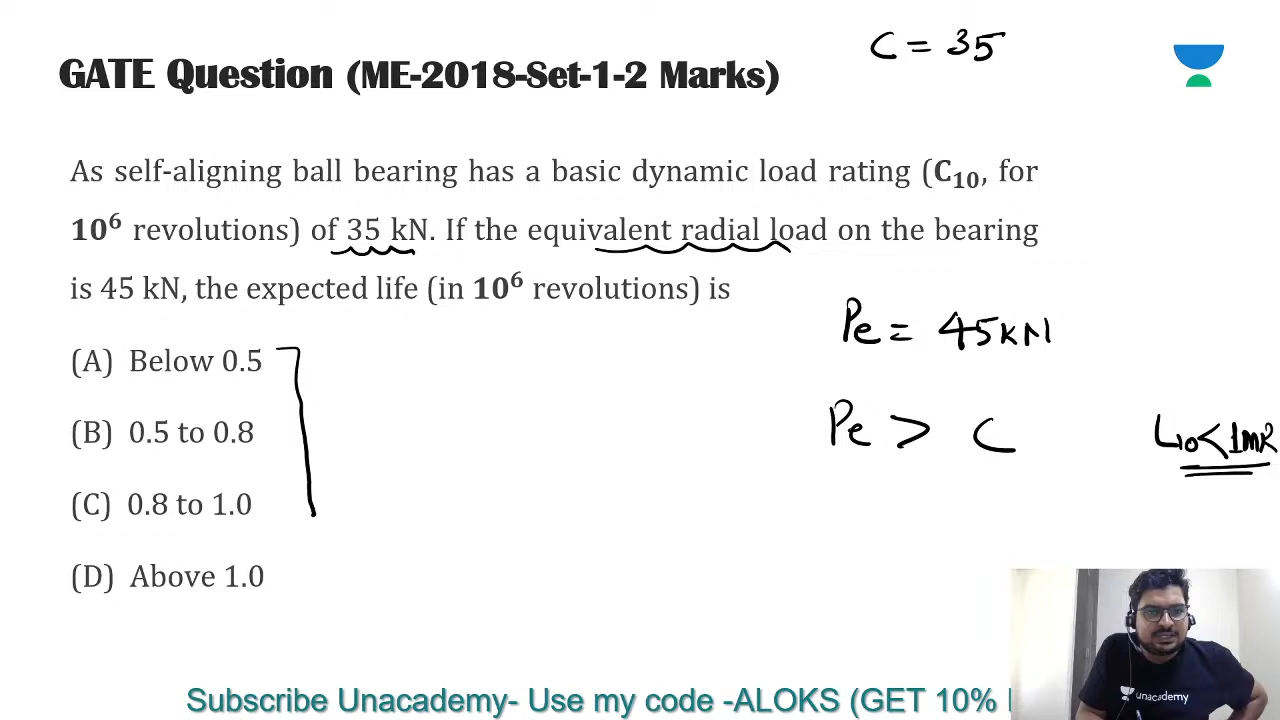 C = 35
GATE Question (ME-2018-Set-1-2 Marks)
As self-aligning ball bearing has a basic dynamic load rating (C₁₀, for
10⁶ revolutions) of 35 kN. If the equivalent radial load on the bearing
is 45 kN, the expected life (in 10⁶ revolutions) is
Pe = 45kN
(A) Below 0.5
(B) 0.5 to 0.8
Pe > C
L10<1mR
(C) 0.8 to 1.0
(D) Above 1.0
unacademy
Subscribe Unacademy- Use my code -ALOKS (GET 10%